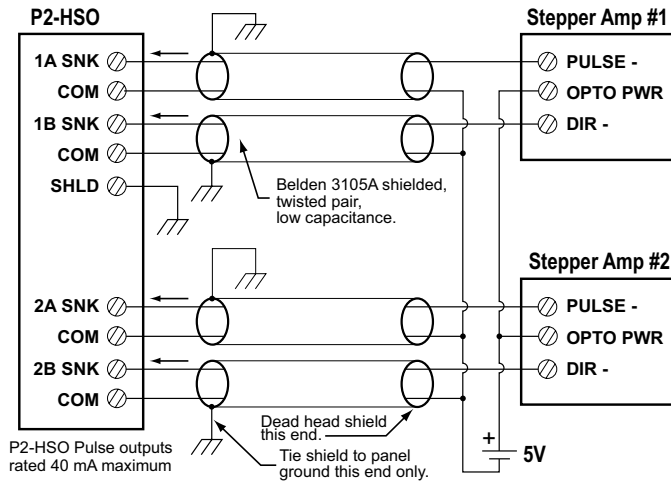 P2-HSO
Stepper Amp #1
1A SNK
PULSE -
COM
OPTO PWR
1B SNK
DIR -
COM
SHLD
Belden 3105A shielded,
twisted pair,
low capacitance.
Stepper Amp #2
2A SNK
PULSE -
COM
OPTO PWR
2B SNK
DIR -
COM
Dead head shield
this end.
P2-HSO Pulse outputs
rated 40 mA maximum
Tie shield to panel
ground this end only.
+
5V